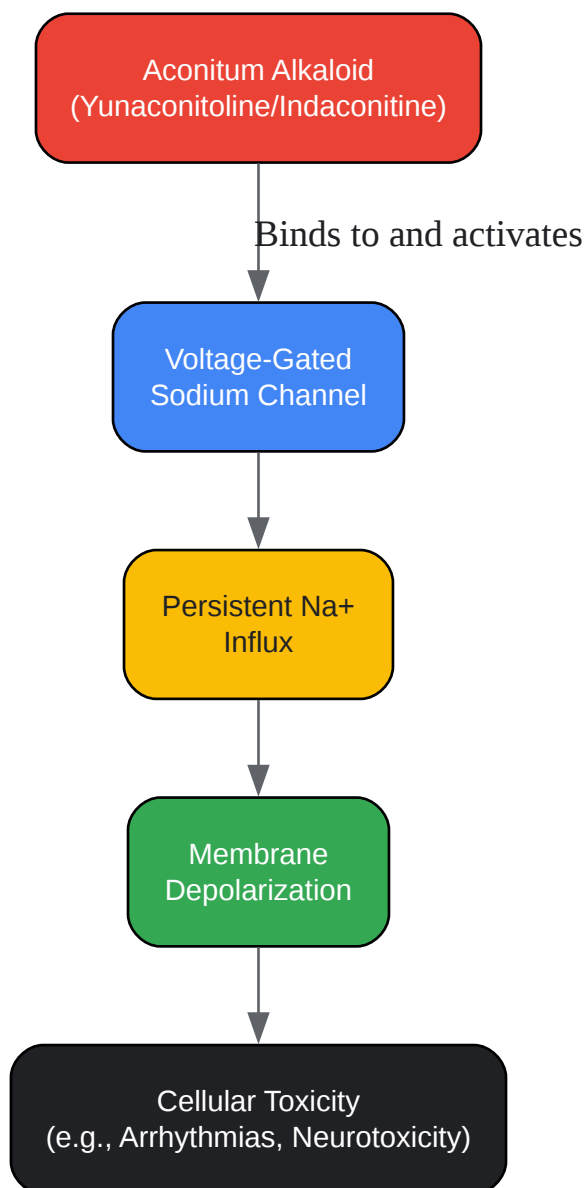 Aconitum Alkaloid
(Yunaconitoline/Indaconitine)
Binds to and activates
Voltage-Gated
Sodium Channel
Persistent Na+
Influx
Membrane
Depolarization
Cellular Toxicity
(e.g., Arrhythmias, Neurotoxicity)